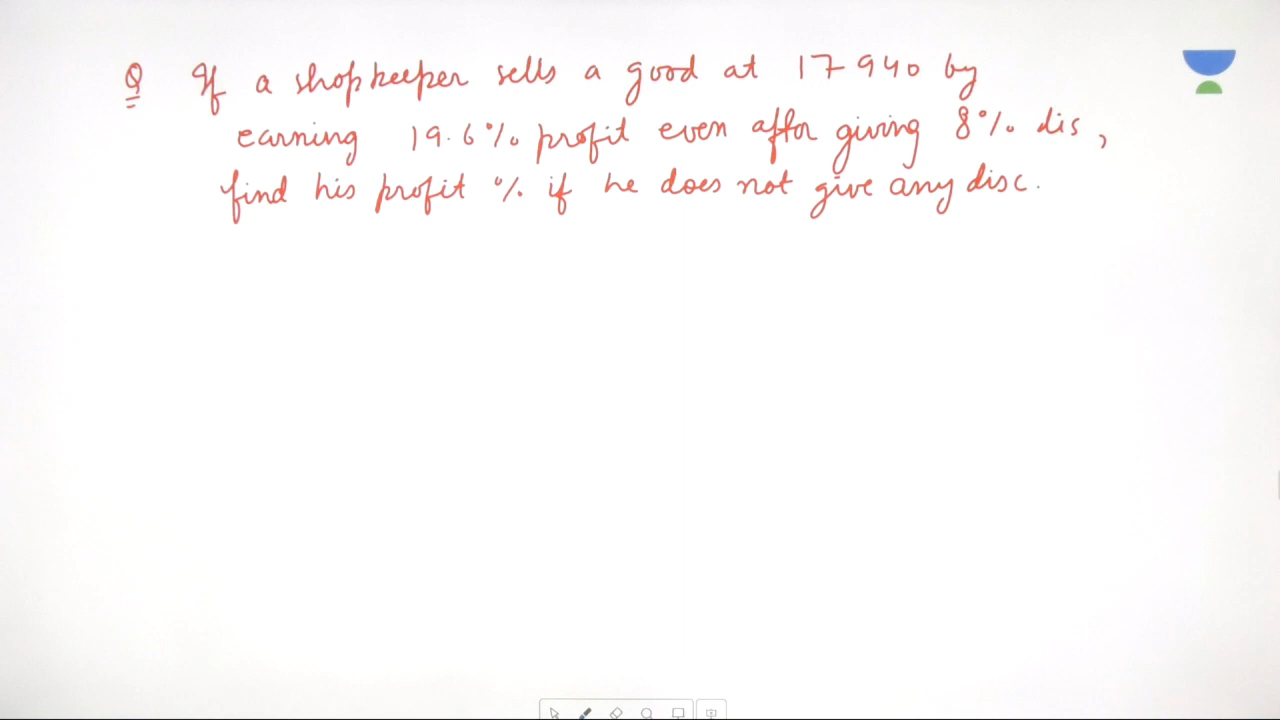 Q If a shopkeeper sells a good at 17940 by
earning 19.6% profit even after giving 8% dis,
find his profit % if he does not give any disc.